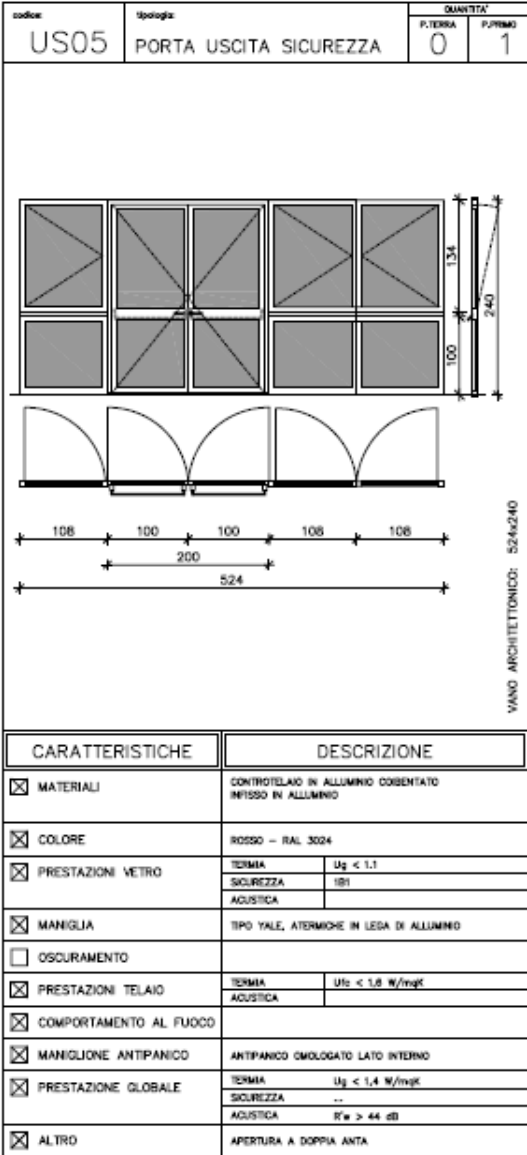 codice:
US05
tipologia:
PORTA USCITA SICUREZZA
QUANTITA'
P.TERRA
0
P.PRIMO
1
134
100
240
108 100 100 108 108
200
524
VANO ARCHITETTONICO: 524x240
CARATTERISTICHE DESCRIZIONE
MATERIALI
CONTROTELAIO IN ALLUMINIO COIBENTATO
INFISSO IN ALLUMINIO
COLORE
ROSSO - RAL 3024
PRESTAZIONI VETRO
TERMIA Ug < 1.1
SICUREZZA 1B1
ACUSTICA
MANIGLIA
TIPO YALE, ATERMICHE IN LEGA DI ALLUMINIO
OSCURAMENTO
PRESTAZIONI TELAIO
TERMIA Ufc < 1,6 W/mqK
ACUSTICA
COMPORTAMENTO AL FUOCO
MANIGLIONE ANTIPANICO
ANTIPANICO OMOLOGATO LATO INTERNO
PRESTAZIONE GLOBALE
TERMIA Ug < 1,4 W/mqK
SICUREZZA --
ACUSTICA R'w > 44 dB
ALTRO
APERTURA A DOPPIA ANTA